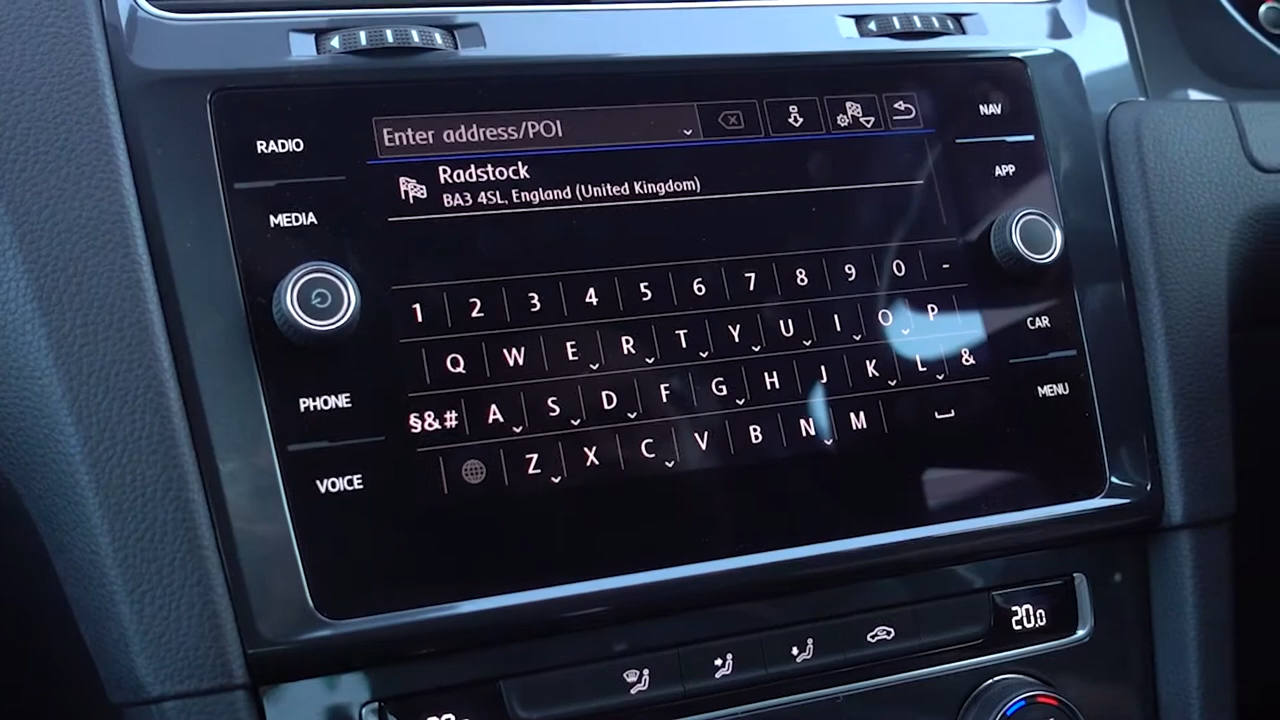 RADIO
MEDIA
PHONE
VOICE
Enter address/POI
Radstock
BA3 4SL, England (United Kingdom)
1 2 3 4 5 6 7 8 9 0 -
Q W E R T Y U I O P
§&# A S D F G H J K L &
Z X C V B N M
NAV
APP
CAR
MENU
20.0